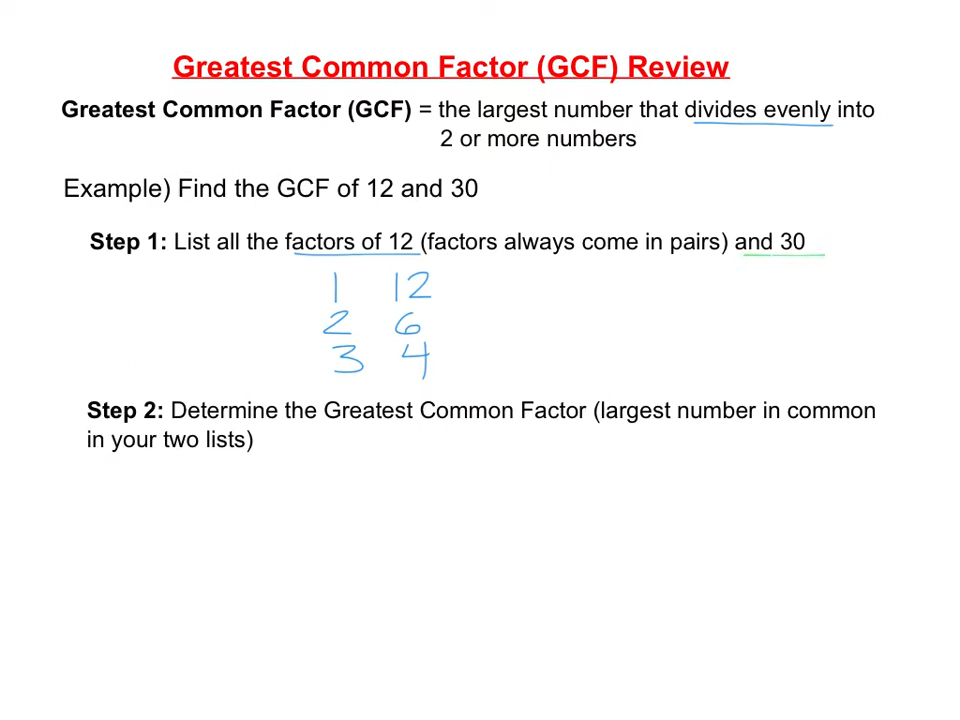 Greatest Common Factor (GCF) Review
Greatest Common Factor (GCF) = the largest number that divides evenly into
2 or more numbers
Example) Find the GCF of 12 and 30
Step 1: List all the factors of 12 (factors always come in pairs) and 30
1 12
2 6
3 4
Step 2: Determine the Greatest Common Factor (largest number in common
in your two lists)